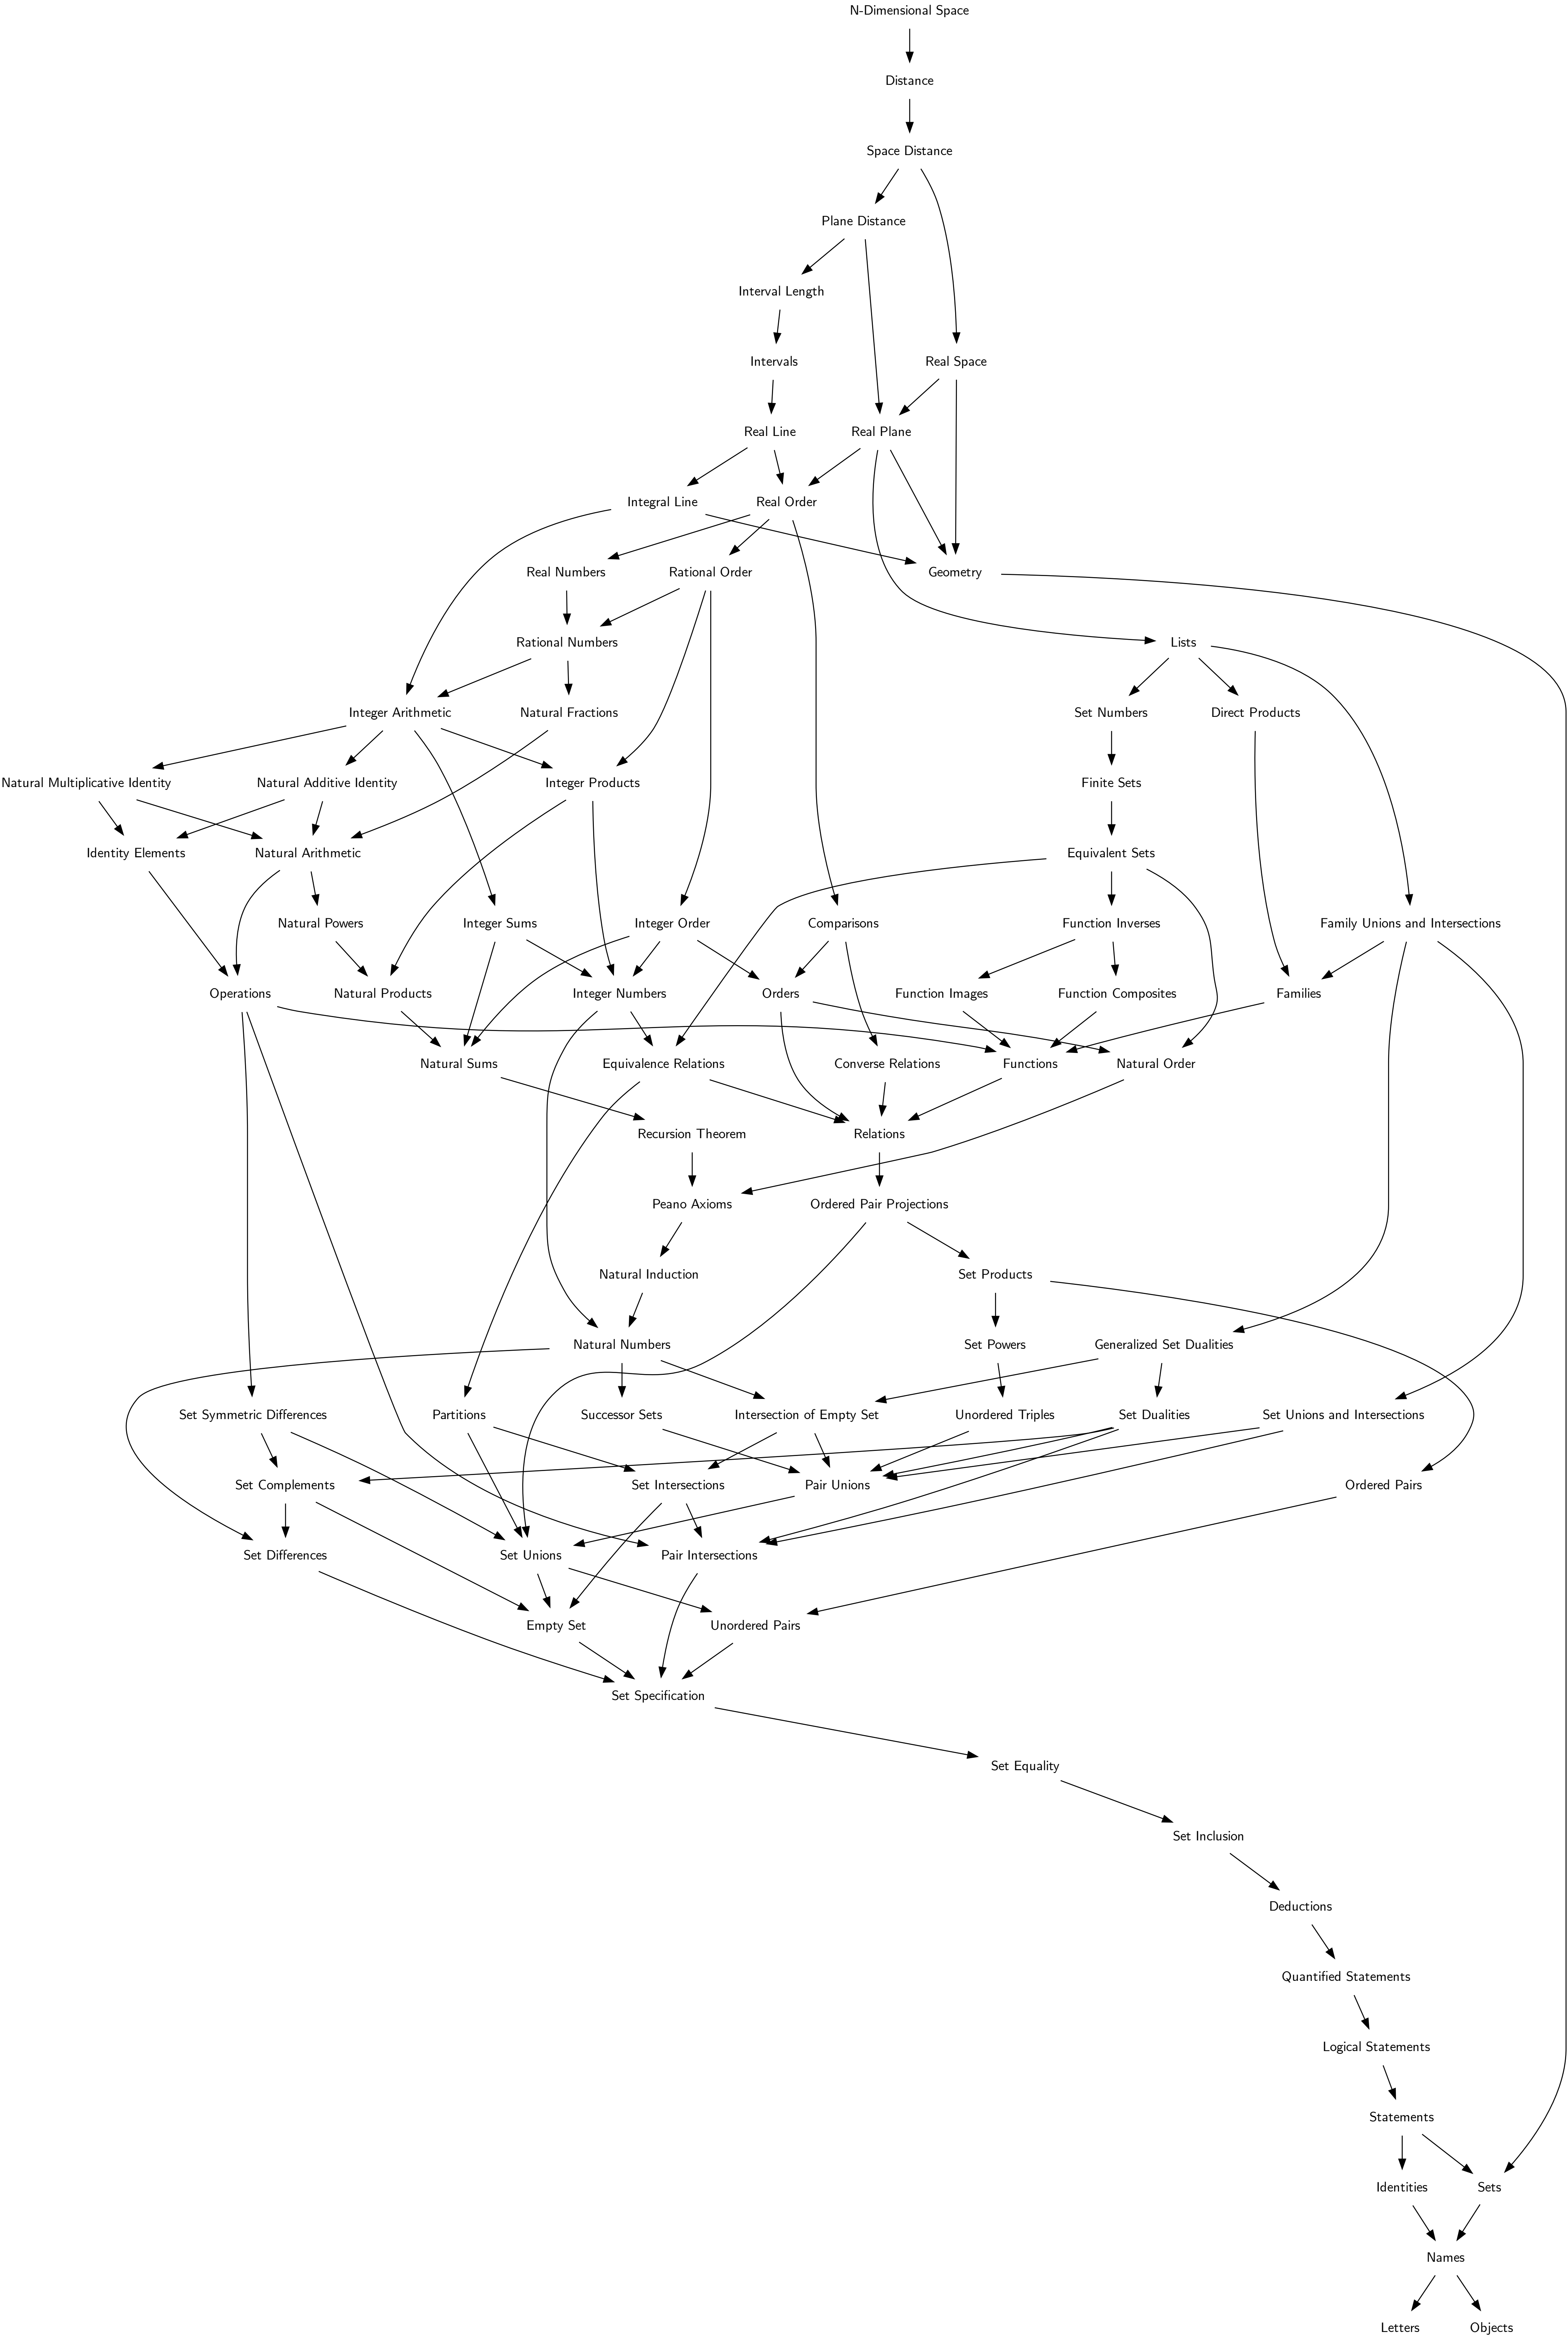 N-Dimensional Space
Distance
Space Distance
Plane Distance
Interval Length
Intervals
Real Space
Real Line
Real Plane
Integral Line
Real Order
Real Numbers
Rational Order
Geometry
Rational Numbers
Lists
Integer Arithmetic
Natural Fractions
Set Numbers
Direct Products
Natural Multiplicative Identity
Natural Additive Identity
Integer Products
Finite Sets
Identity Elements
Natural Arithmetic
Equivalent Sets
Natural Powers
Integer Sums
Integer Order
Comparisons
Function Inverses
Family Unions and Intersections
Operations
Natural Products
Integer Numbers
Orders
Function Images
Function Composites
Families
Natural Sums
Equivalence Relations
Converse Relations
Functions
Natural Order
Recursion Theorem
Relations
Peano Axioms
Ordered Pair Projections
Natural Induction
Set Products
Natural Numbers
Set Powers
Generalized Set Dualities
Set Symmetric Differences
Partitions
Successor Sets
Intersection of Empty Set
Unordered Triples
Set Dualities
Set Unions and Intersections
Set Complements
Set Intersections
Pair Unions
Ordered Pairs
Set Differences
Set Unions
Pair Intersections
Empty Set
Unordered Pairs
Set Specification
Set Equality
Set Inclusion
Deductions
Quantified Statements
Logical Statements
Statements
Identities
Sets
Names
Letters
Objects